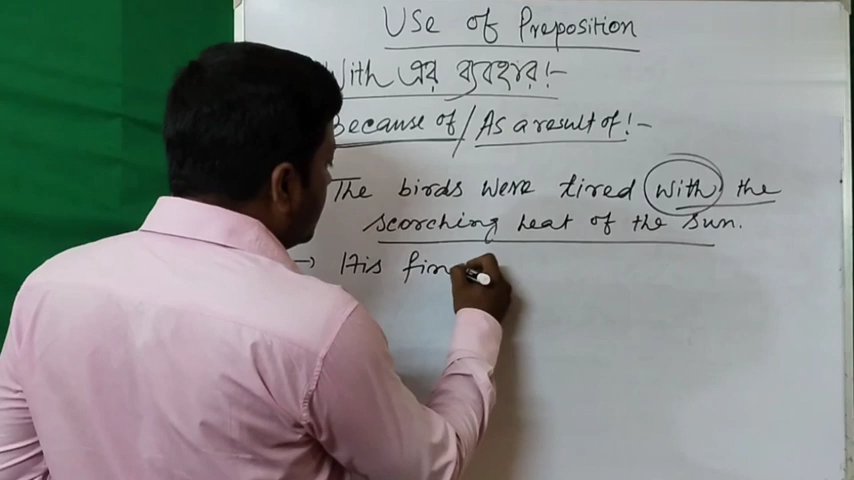 Use of Preposition
With এর ব্যবহার :-
Because of / As a result of :-
The birds were tired with the
scorching heat of the sun.
→ His fin